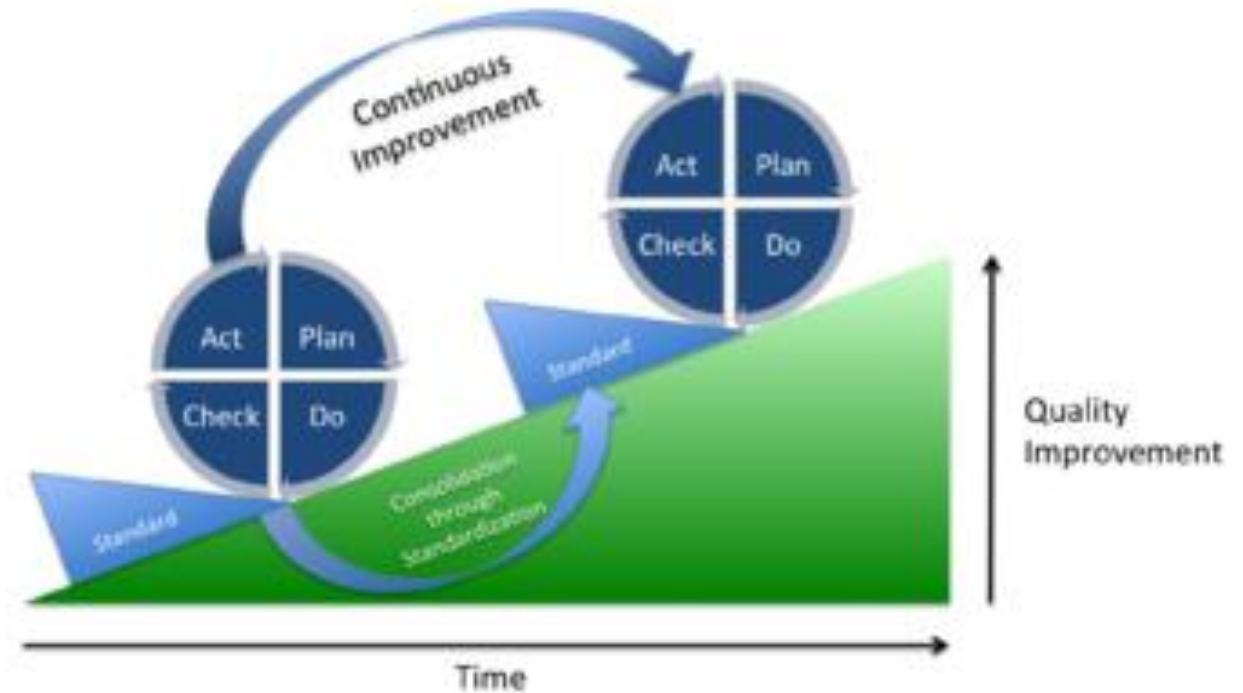 Continuous
Improvement
Act
Plan
Check
Do
Act
Plan
Check
Do
Standard
Standard
Consolidation
through
Standardization
Quality
Improvement
Time